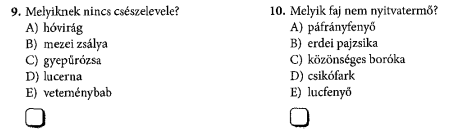 9. Melyiknek nincs csészelevele?
A) hóvirág
B) mezei zsálya
C) gyepűrózsa
D) lucerna
E) veteménybab
10. Melyik faj nem nyitvatermő?
A) páfrányfenyő
B) erdei pajzsika
C) közönséges boróka
D) csikófark
E) lucfenyő